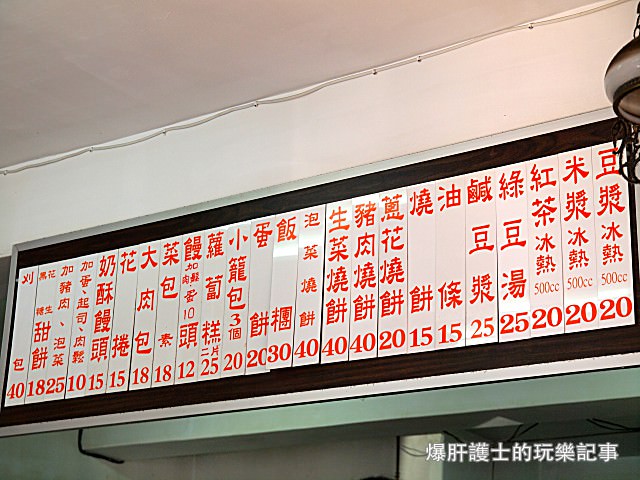 豆漿 冰熱 500cc 20
米漿 冰熱 500cc 20
紅茶 冰熱 500cc 20
綠豆湯 25
鹹豆漿 25
油條 15
燒餅 15
蔥花燒餅 20
豬肉燒餅 40
生菜燒餅 40
泡菜燒餅 40
飯糰 30
蛋餅 20
小籠包 3個 20
蘿蔔糕 二片 25
饅頭 加蛋10 12
菜包 素 18
大肉包 18
花捲 15
奶酥饅頭 15
加蛋、起司、肉鬆 10
加豬肉、泡菜 25
花生 黑糖 甜餅 18
刈包 40
爆肝護士的玩樂記事